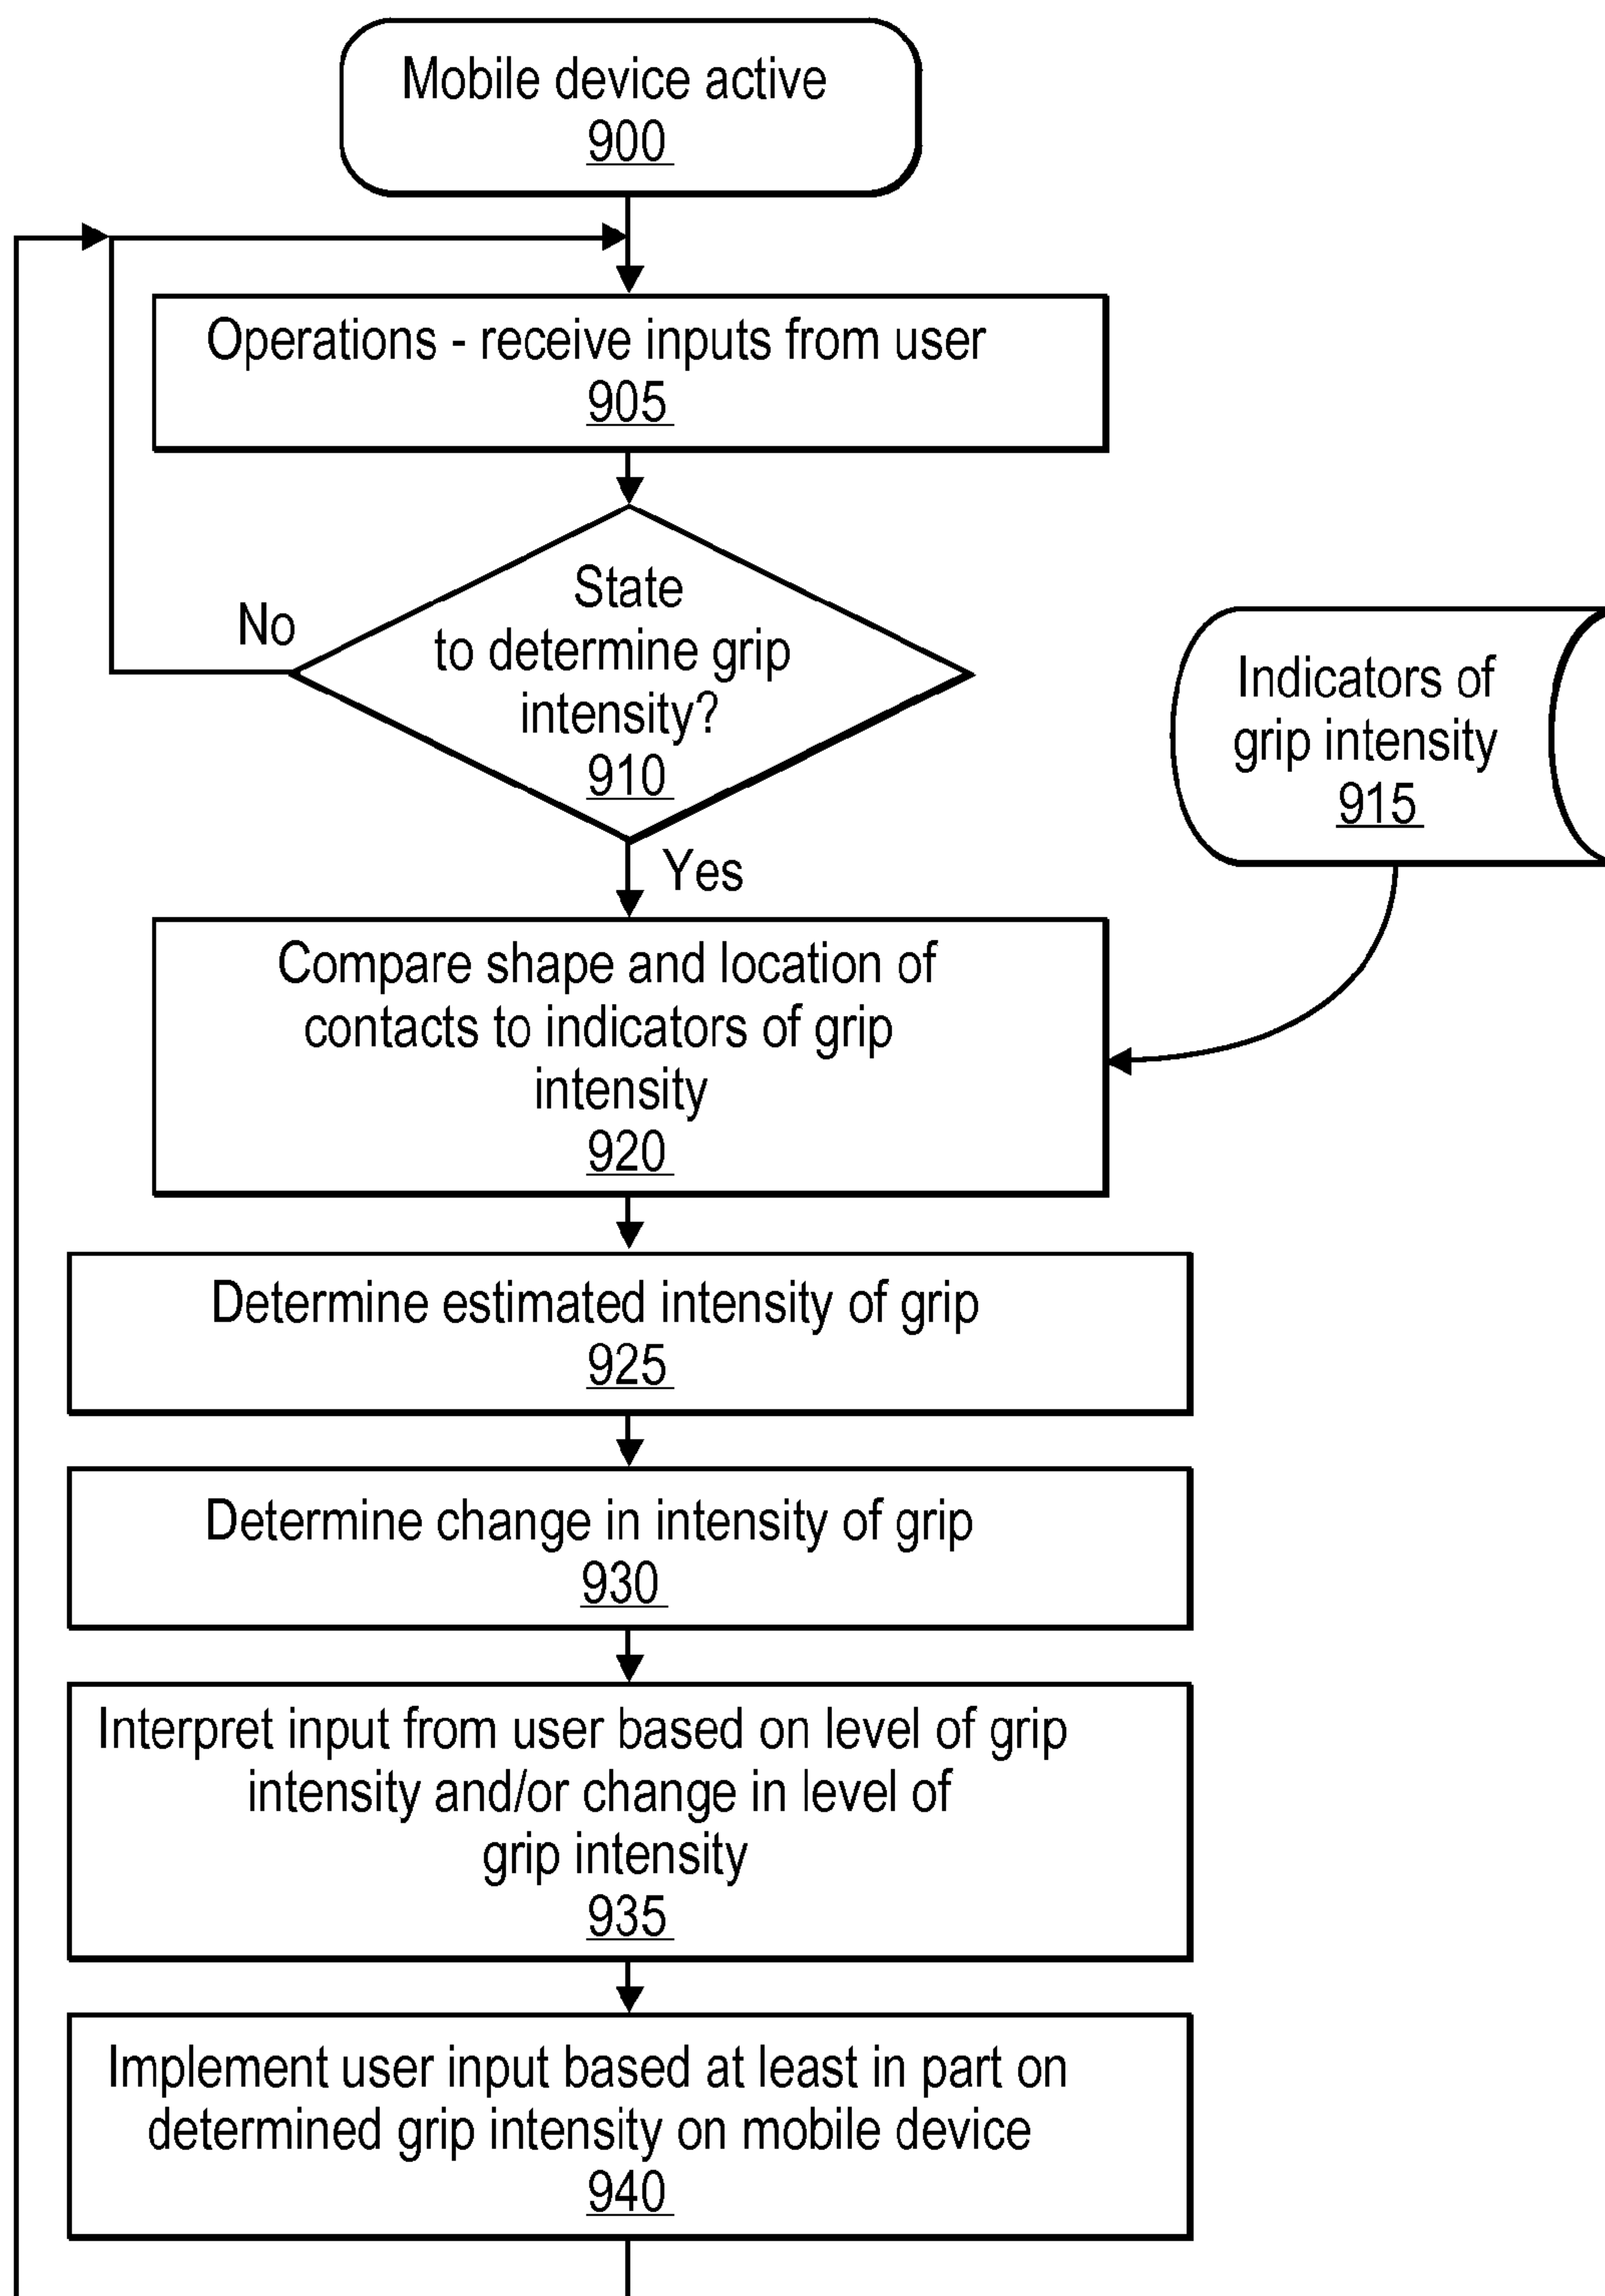 Mobile device active
900
Operations - receive inputs from user
905
State
to determine grip
intensity?
910
No
Yes
Indicators of
grip intensity
915
Compare shape and location of
contacts to indicators of grip
intensity
920
Determine estimated intensity of grip
925
Determine change in intensity of grip
930
Interpret input from user based on level of grip
intensity and/or change in level of
grip intensity
935
Implement user input based at least in part on
determined grip intensity on mobile device
940